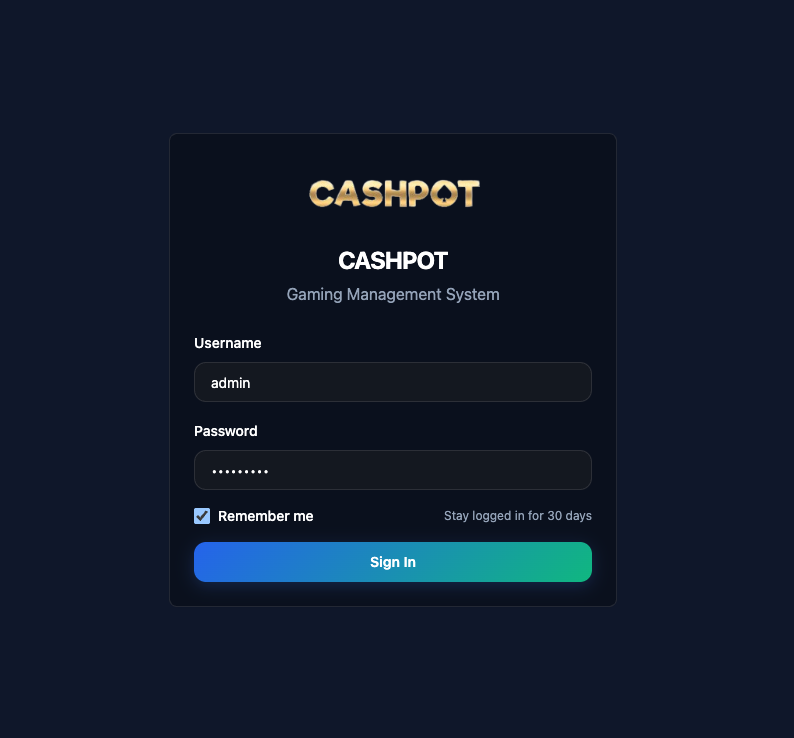 CASHPOT
CASHPOT
Gaming Management System
Username
admin
Password
•••••••••
Remember me
Stay logged in for 30 days
Sign In